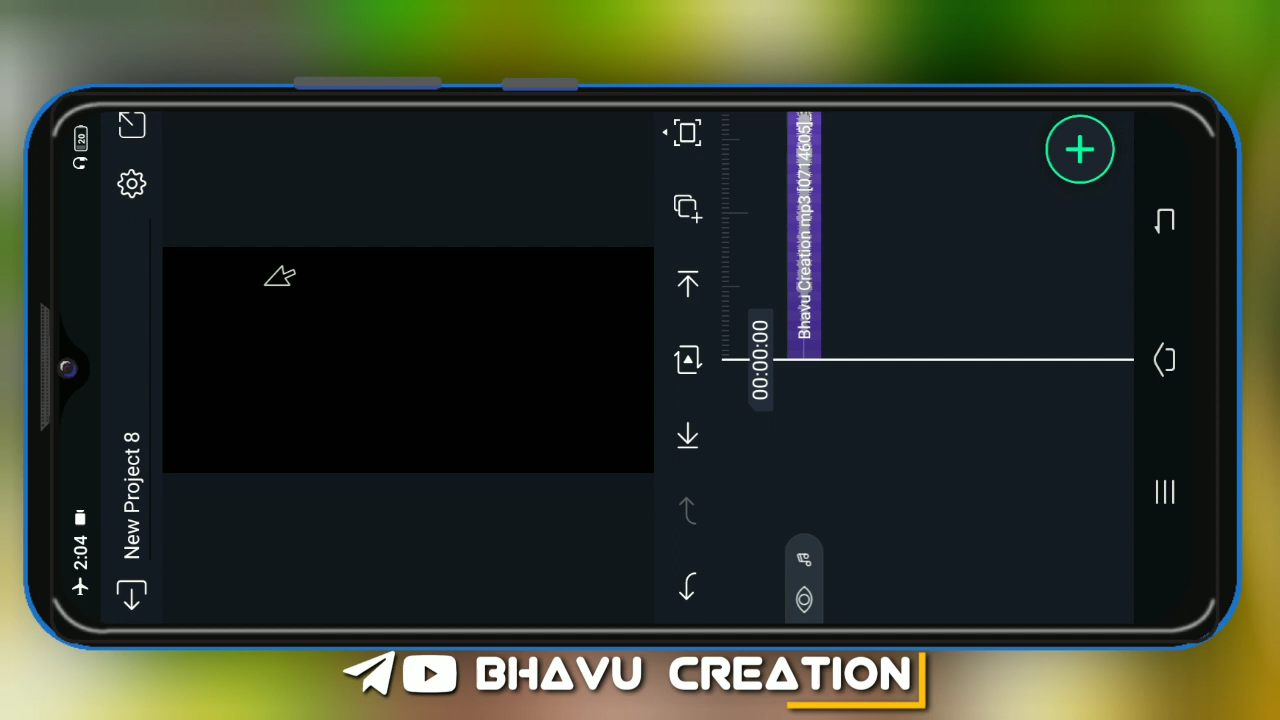 20
2:04
New Project 8
00:00:00
Bhavu Creation mp3 [0714605]
BHAVU CREATION